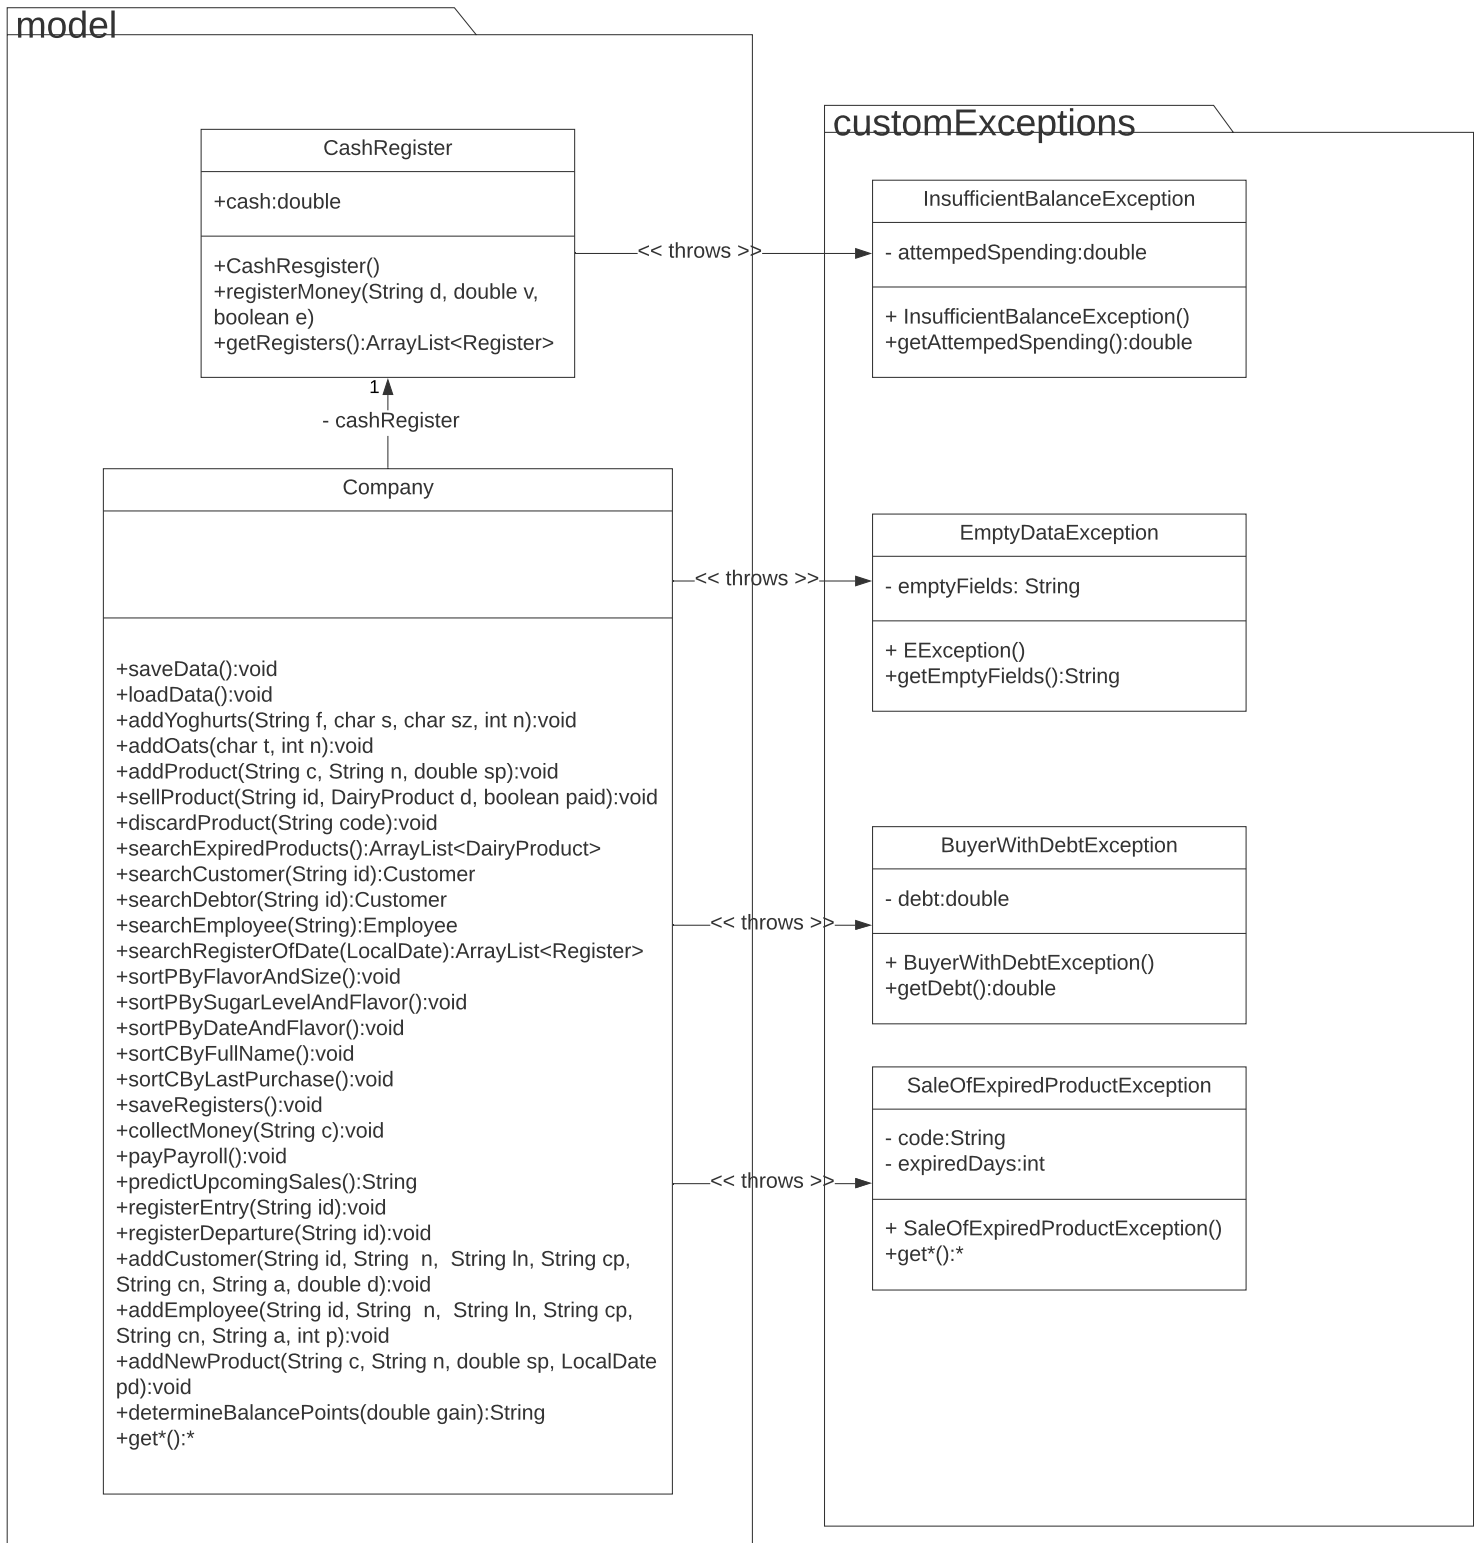 model
CashRegister
+cash:double
+CashResgister()
+registerMoney(String d, double v,
boolean e)
+getRegisters():ArrayList<Register>
1
- cashRegister
Company
+saveData():void
+loadData():void
+addYoghurts(String f, char s, char sz, int n):void
+addOats(char t, int n):void
+addProduct(String c, String n, double sp):void
+sellProduct(String id, DairyProduct d, boolean paid):void
+discardProduct(String code):void
+searchExpiredProducts():ArrayList<DairyProduct>
+searchCustomer(String id):Customer
+searchDebtor(String id):Customer
+searchEmployee(String):Employee
+searchRegisterOfDate(LocalDate):ArrayList<Register>
+sortPByFlavorAndSize():void
+sortPBySugarLevelAndFlavor():void
+sortPByDateAndFlavor():void
+sortCByFullName():void
+sortCByLastPurchase():void
+saveRegisters():void
+collectMoney(String c):void
+payPayroll():void
+predictUpcomingSales():String
+registerEntry(String id):void
+registerDeparture(String id):void
+addCustomer(String id, String  n,  String ln, String cp,
String cn, String a, double d):void
+addEmployee(String id, String  n,  String ln, String cp,
String cn, String a, int p):void
+addNewProduct(String c, String n, double sp, LocalDate
pd):void
+determineBalancePoints(double gain):String
+get*():*
<< throws >>
<< throws >>
<< throws >>
<< throws >>
customExceptions
InsufficientBalanceException
- attempedSpending:double
+ InsufficientBalanceException()
+getAttempedSpending():double
EmptyDataException
- emptyFields: String
+ EException()
+getEmptyFields():String
BuyerWithDebtException
- debt:double
+ BuyerWithDebtException()
+getDebt():double
SaleOfExpiredProductException
- code:String
- expiredDays:int
+ SaleOfExpiredProductException()
+get*():*